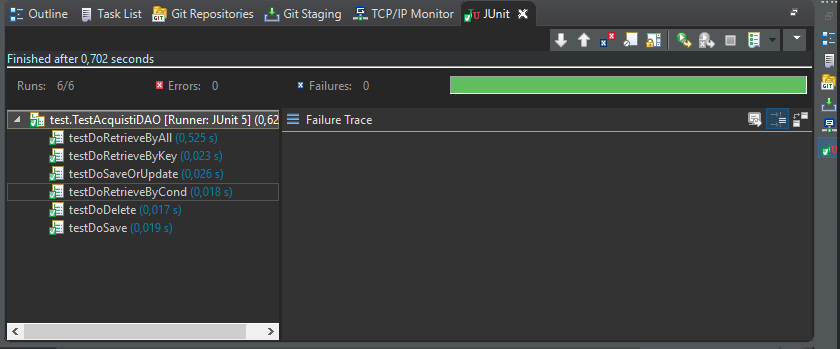 Outline Task List Git Repositories Git Staging TCP/IP Monitor JUnit
Finished after 0,702 seconds
Runs: 6/6 Errors: 0 Failures: 0
test.TestAcquistiDAO [Runner: JUnit 5] (0,62
Failure Trace
testDoRetrieveByAll (0,525 s)
testDoRetrieveByKey (0,023 s)
testDoSaveOrUpdate (0,026 s)
testDoRetrieveByCond (0,018 s)
testDoDelete (0,017 s)
testDoSave (0,019 s)